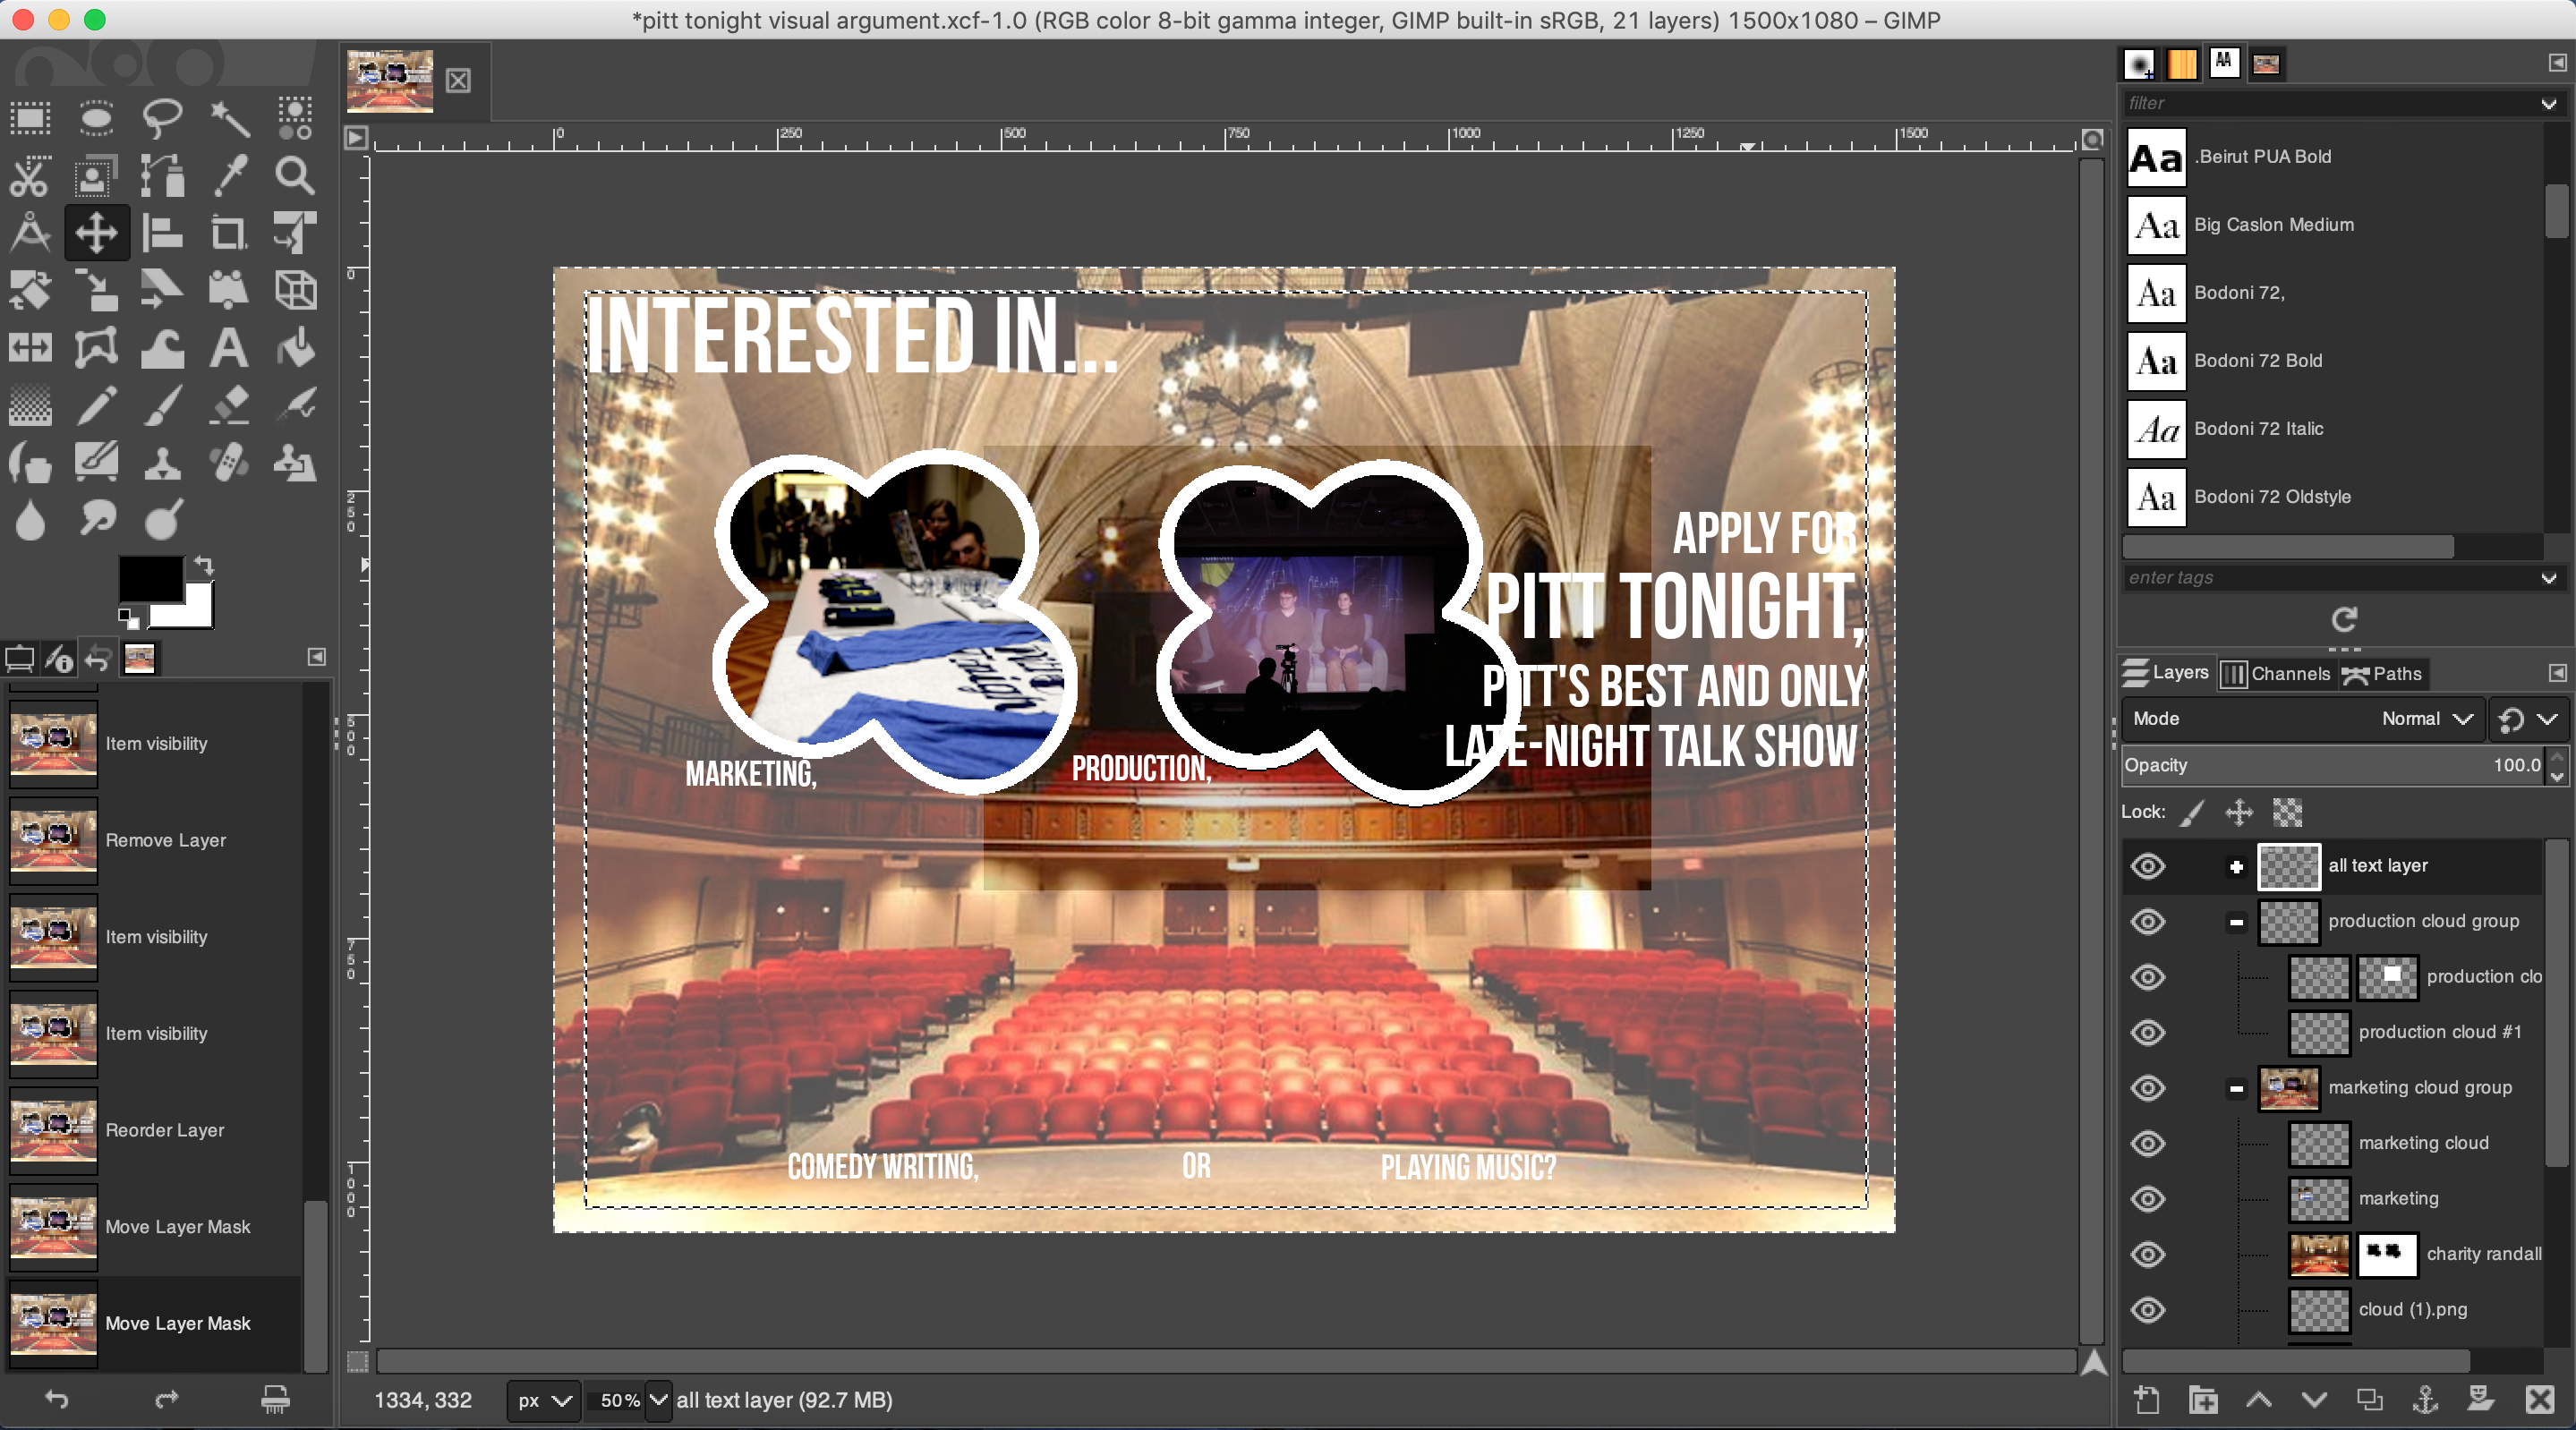 *pitt tonight visual argument.xcf-1.0 (RGB color 8-bit gamma integer, GIMP built-in sRGB, 21 layers) 1500x1080 – GIMP
0 250 500 750 1000 1250 1500
0
250
500
750
1000
INTERESTED IN...
APPLY FOR
PITT TONIGHT,
PITT'S BEST AND ONLY
LATE-NIGHT TALK SHOW
MARKETING,
PRODUCTION,
COMEDY WRITING,
OR
PLAYING MUSIC?
Item visibility
Remove Layer
Item visibility
Item visibility
Reorder Layer
Move Layer Mask
Move Layer Mask
1334, 332
px
50%
all text layer (92.7 MB)
AA
filter
Aa .Beirut PUA Bold
Aa Big Caslon Medium
Aa Bodoni 72,
Aa Bodoni 72 Bold
Aa Bodoni 72 Italic
Aa Bodoni 72 Oldstyle
enter tags
Layers Channels Paths
Mode Normal
Opacity 100.0
Lock:
all text layer
production cloud group
production clo
production cloud #1
marketing cloud group
marketing cloud
marketing
charity randall
cloud (1).png